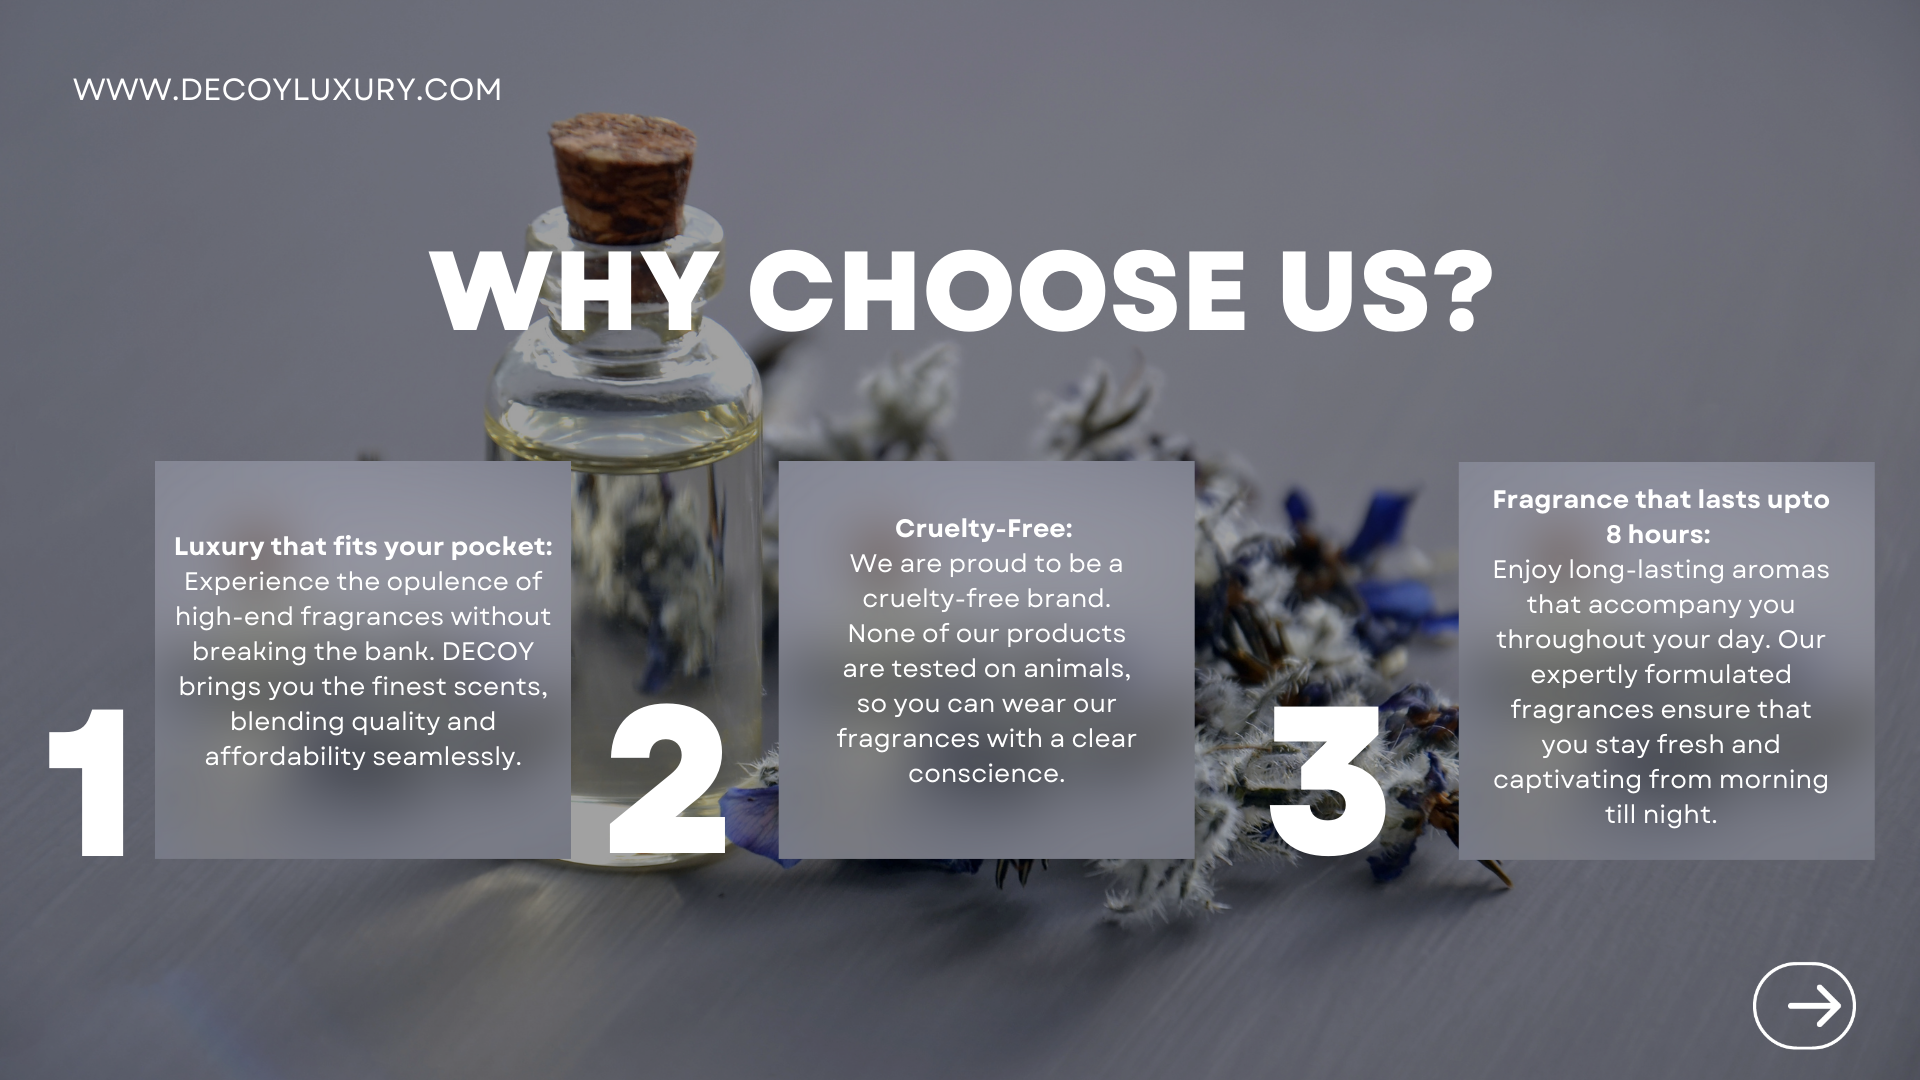 WWW.DECOYLUXURY.COM
WHY CHOOSE US?
1
Luxury that fits your pocket:
Experience the opulence of
high-end fragrances without
breaking the bank. DECOY
brings you the finest scents,
blending quality and
affordability seamlessly.
2
Cruelty-Free:
We are proud to be a
cruelty-free brand.
None of our products
are tested on animals,
so you can wear our
fragrances with a clear
conscience.
3
Fragrance that lasts upto
8 hours:
Enjoy long-lasting aromas
that accompany you
throughout your day. Our
expertly formulated
fragrances ensure that
you stay fresh and
captivating from morning
till night.